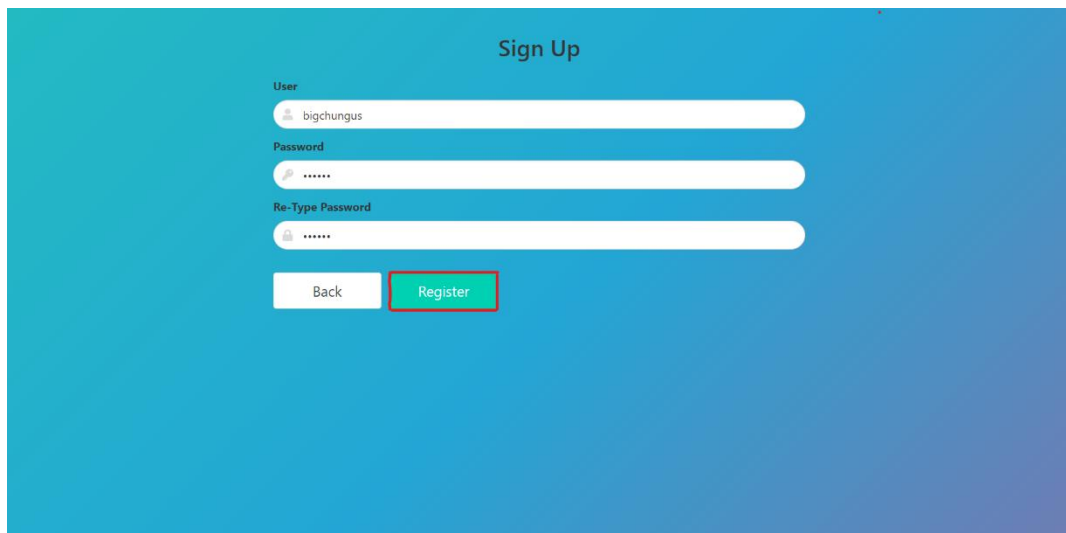 Sign Up
User
bigchungus
Password
••••••
Re-Type Password
••••••
Back Register